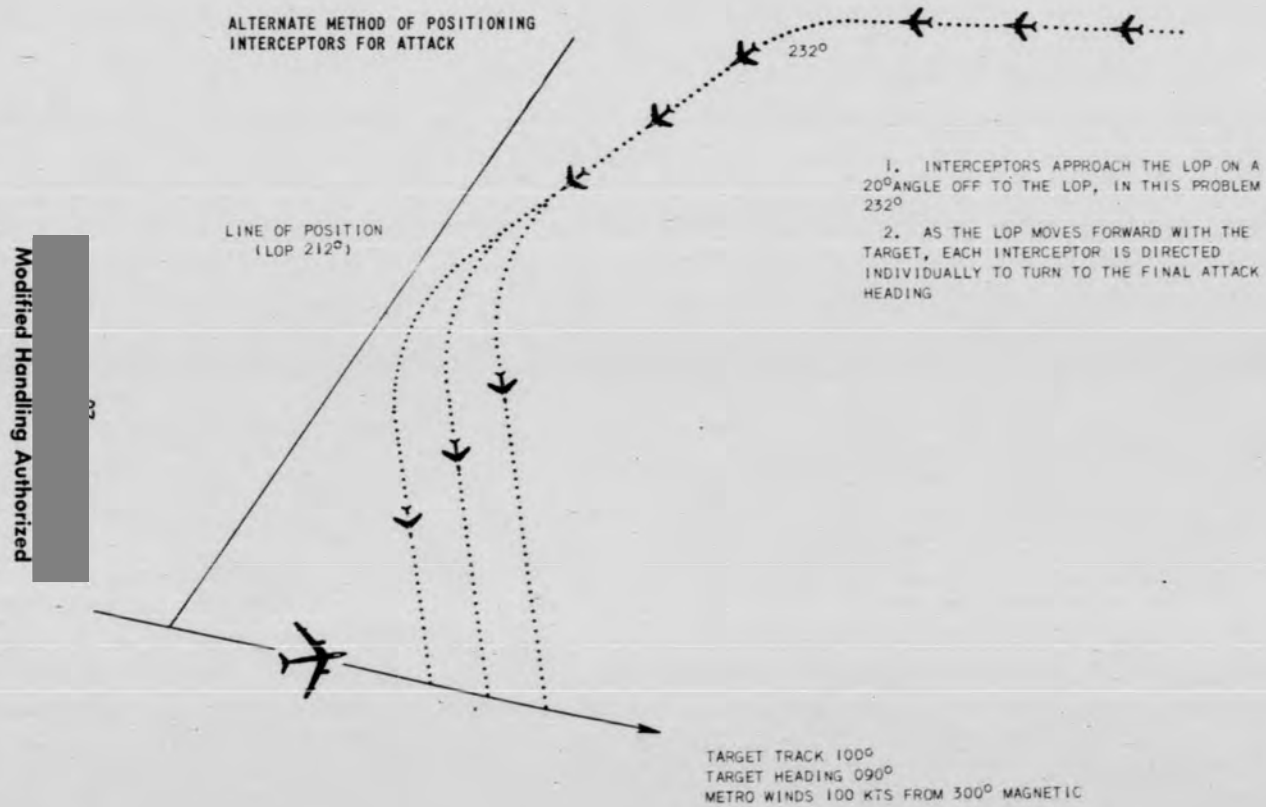 ALTERNATE METHOD OF POSITIONING
INTERCEPTORS FOR ATTACK
232°
1. INTERCEPTORS APPROACH THE LOP ON A
20° ANGLE OFF TO THE LOP, IN THIS PROBLEM
232°
2. AS THE LOP MOVES FORWARD WITH THE
TARGET, EACH INTERCEPTOR IS DIRECTED
INDIVIDUALLY TO TURN TO THE FINAL ATTACK
HEADING
LINE OF POSITION
(LOP 212°)
Modified Handling Authorized
TARGET TRACK 100°
TARGET HEADING 090°
METRO WINDS 100 KTS FROM 300° MAGNETIC